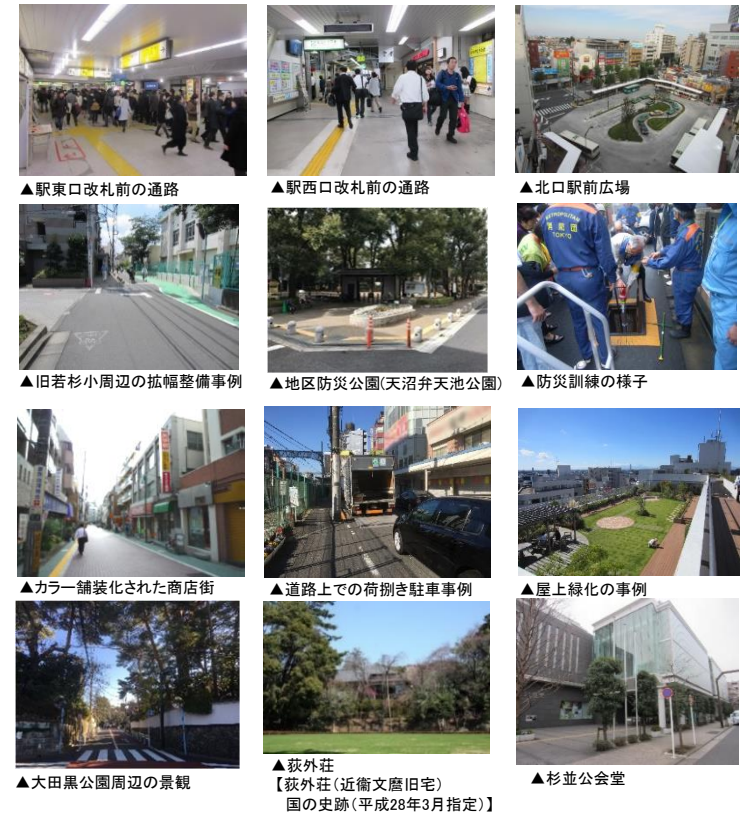 ▲駅東口改札前の通路
▲駅西口改札前の通路
▲北口駅前広場
METROPOLITAN
消防団
TOKYO
▲旧若杉小周辺の拡幅整備事例
▲地区防災公園(天沼弁天池公園)
▲防災訓練の様子
▲カラー舗装化された商店街
▲道路上での荷捌き駐車事例
▲屋上緑化の事例
▲大田黒公園周辺の景観
▲荻外荘
【荻外荘(近衞文麿旧宅)
国の史跡(平成28年3月指定)】
▲杉並公会堂